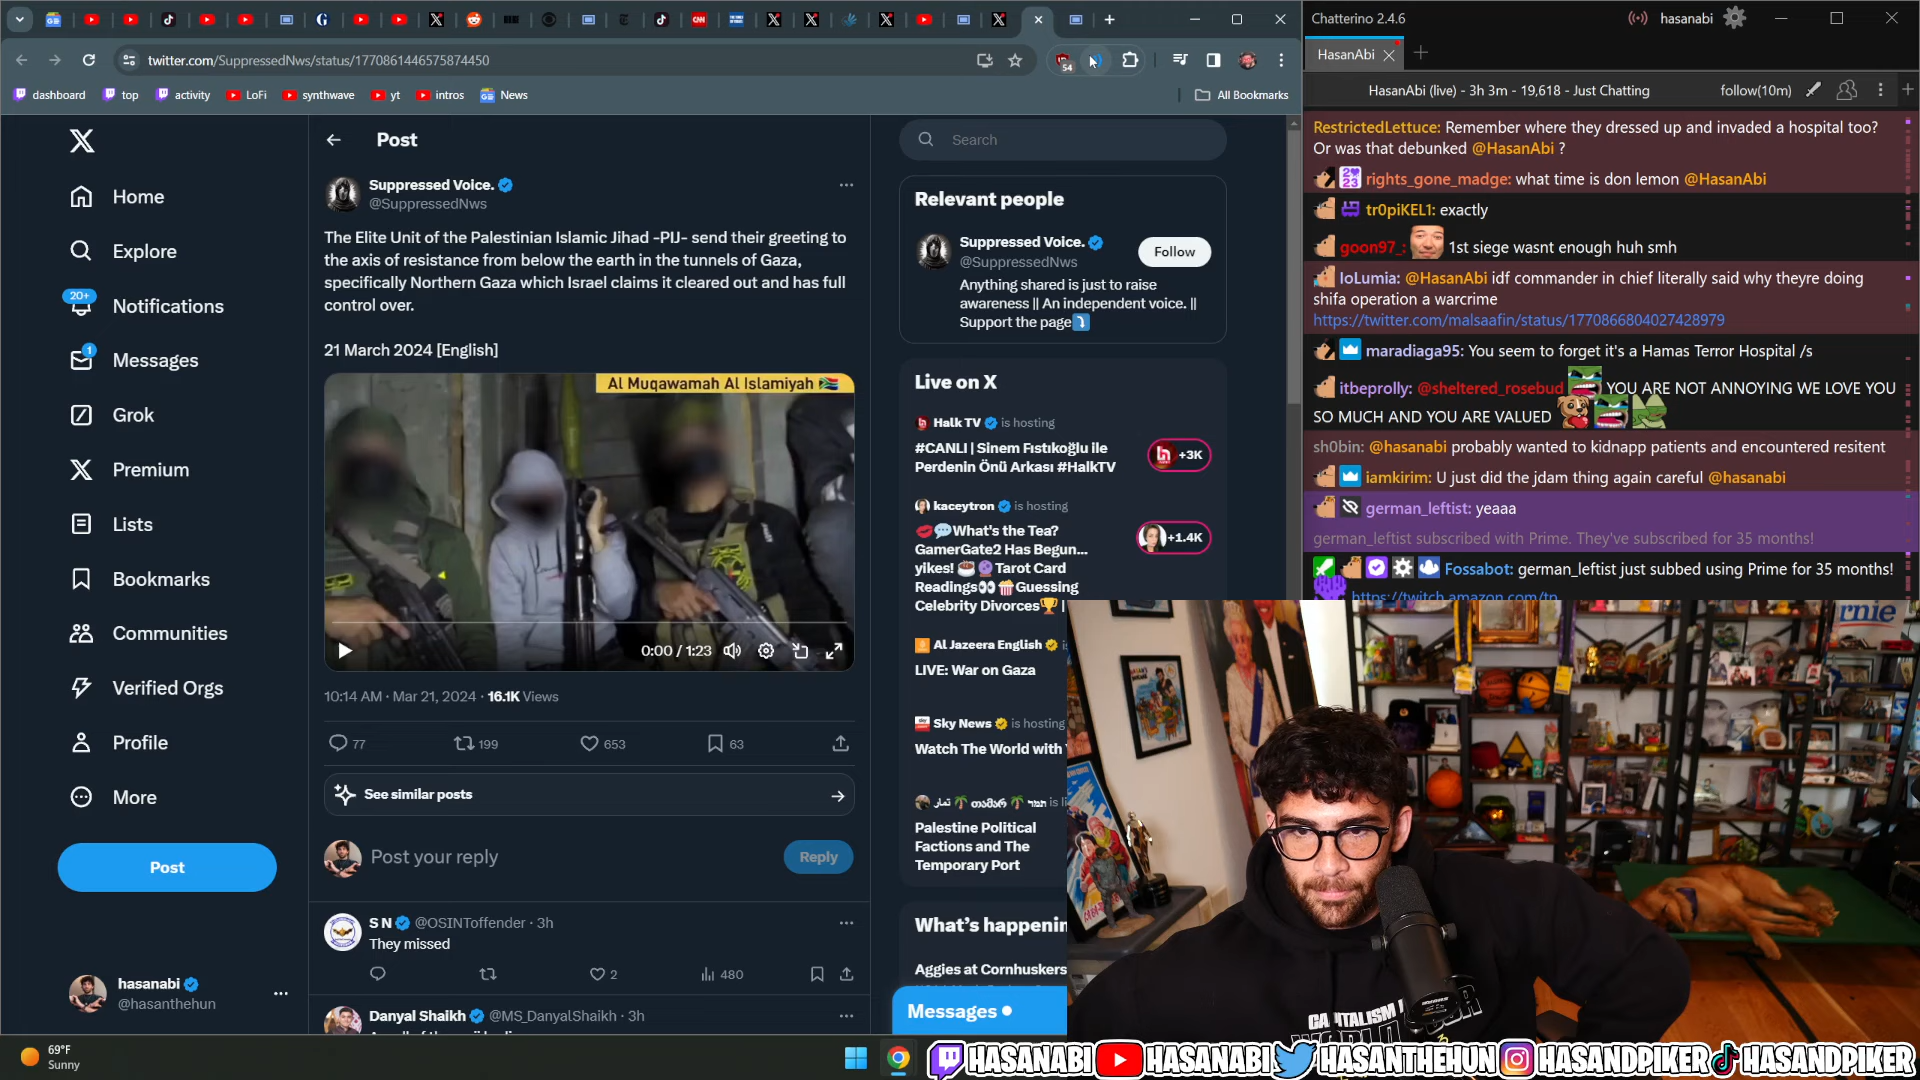 twitter.com/SuppressedNws/status/1770861446575874450
54
dashboard
top
activity
LoFi
synthwave
yt
intros
News
All Bookmarks
Home
Explore
20+
Notifications
1
Messages
Grok
Premium
Lists
Bookmarks
Communities
Verified Orgs
Profile
More
Post
hasanabi
@hasanthehun
Post
Suppressed Voice.
@SuppressedNws
The Elite Unit of the Palestinian Islamic Jihad -PIJ- send their greeting to
the axis of resistance from below the earth in the tunnels of Gaza,
specifically Northern Gaza which Israel claims it cleared out and has full
control over.
21 March 2024 [English]
Al Muqawamah Al Islamiyah
0:00 / 1:23
10:14 AM · Mar 21, 2024 · 16.1K Views
77
199
653
63
See similar posts
Post your reply
Reply
S N @OSINToffender · 3h
They missed
2
480
Danyal Shaikh @MS_DanyalShaikh · 3h
Search
Relevant people
Suppressed Voice.
@SuppressedNws
Follow
Anything shared is just to raise
awareness || An independent voice. ||
Support the page
Live on X
Halk TV is hosting
#CANLI | Sinem Fıstıkoğlu ile
Perdenin Önü Arkası #HalkTV
+3K
kaceytron is hosting
What's the Tea?
GamerGate2 Has Begun...
yikes! Tarot Card
Readings Guessing
Celebrity Divorces |
+1.4K
Al Jazeera English
LIVE: War on Gaza
Sky News is hosting
Watch The World with
تمار თამარ תמר is li
Palestine Political
Factions and The
Temporary Port
What's happenin
Aggies at Cornhuskers
Messages
Chatterino 2.4.6
hasanabi
HasanAbi
HasanAbi (live) - 3h 3m - 19,618 - Just Chatting
follow(10m)
RestrictedLettuce: Remember where they dressed up and invaded a hospital too?
Or was that debunked @HasanAbi ?
rights_gone_madge: what time is don lemon @HasanAbi
tr0piKEL1: exactly
goon97_: 1st siege wasnt enough huh smh
IoLumia: @HasanAbi idf commander in chief literally said why theyre doing
shifa operation a warcrime
https://twitter.com/malsaafin/status/1770866804027428979
maradiaga95: You seem to forget it's a Hamas Terror Hospital /s
itbeprolly: @sheltered_rosebud YOU ARE NOT ANNOYING WE LOVE YOU
SO MUCH AND YOU ARE VALUED
sh0bin: @hasanabi probably wanted to kidnapp patients and encountered resitent
iamkirim: U just did the jdam thing again careful @hasanabi
german_leftist: yeaaa
german_leftist subscribed with Prime. They've subscribed for 35 months!
Fossabot: german_leftist just subbed using Prime for 35 months!
https://twitch.amazon.com/tp
rnie
CAPITALISM
69°F
Sunny
HASANABI
HASANABI
HASANTHEHUN
HASANDPIKER
HASANDPIKER